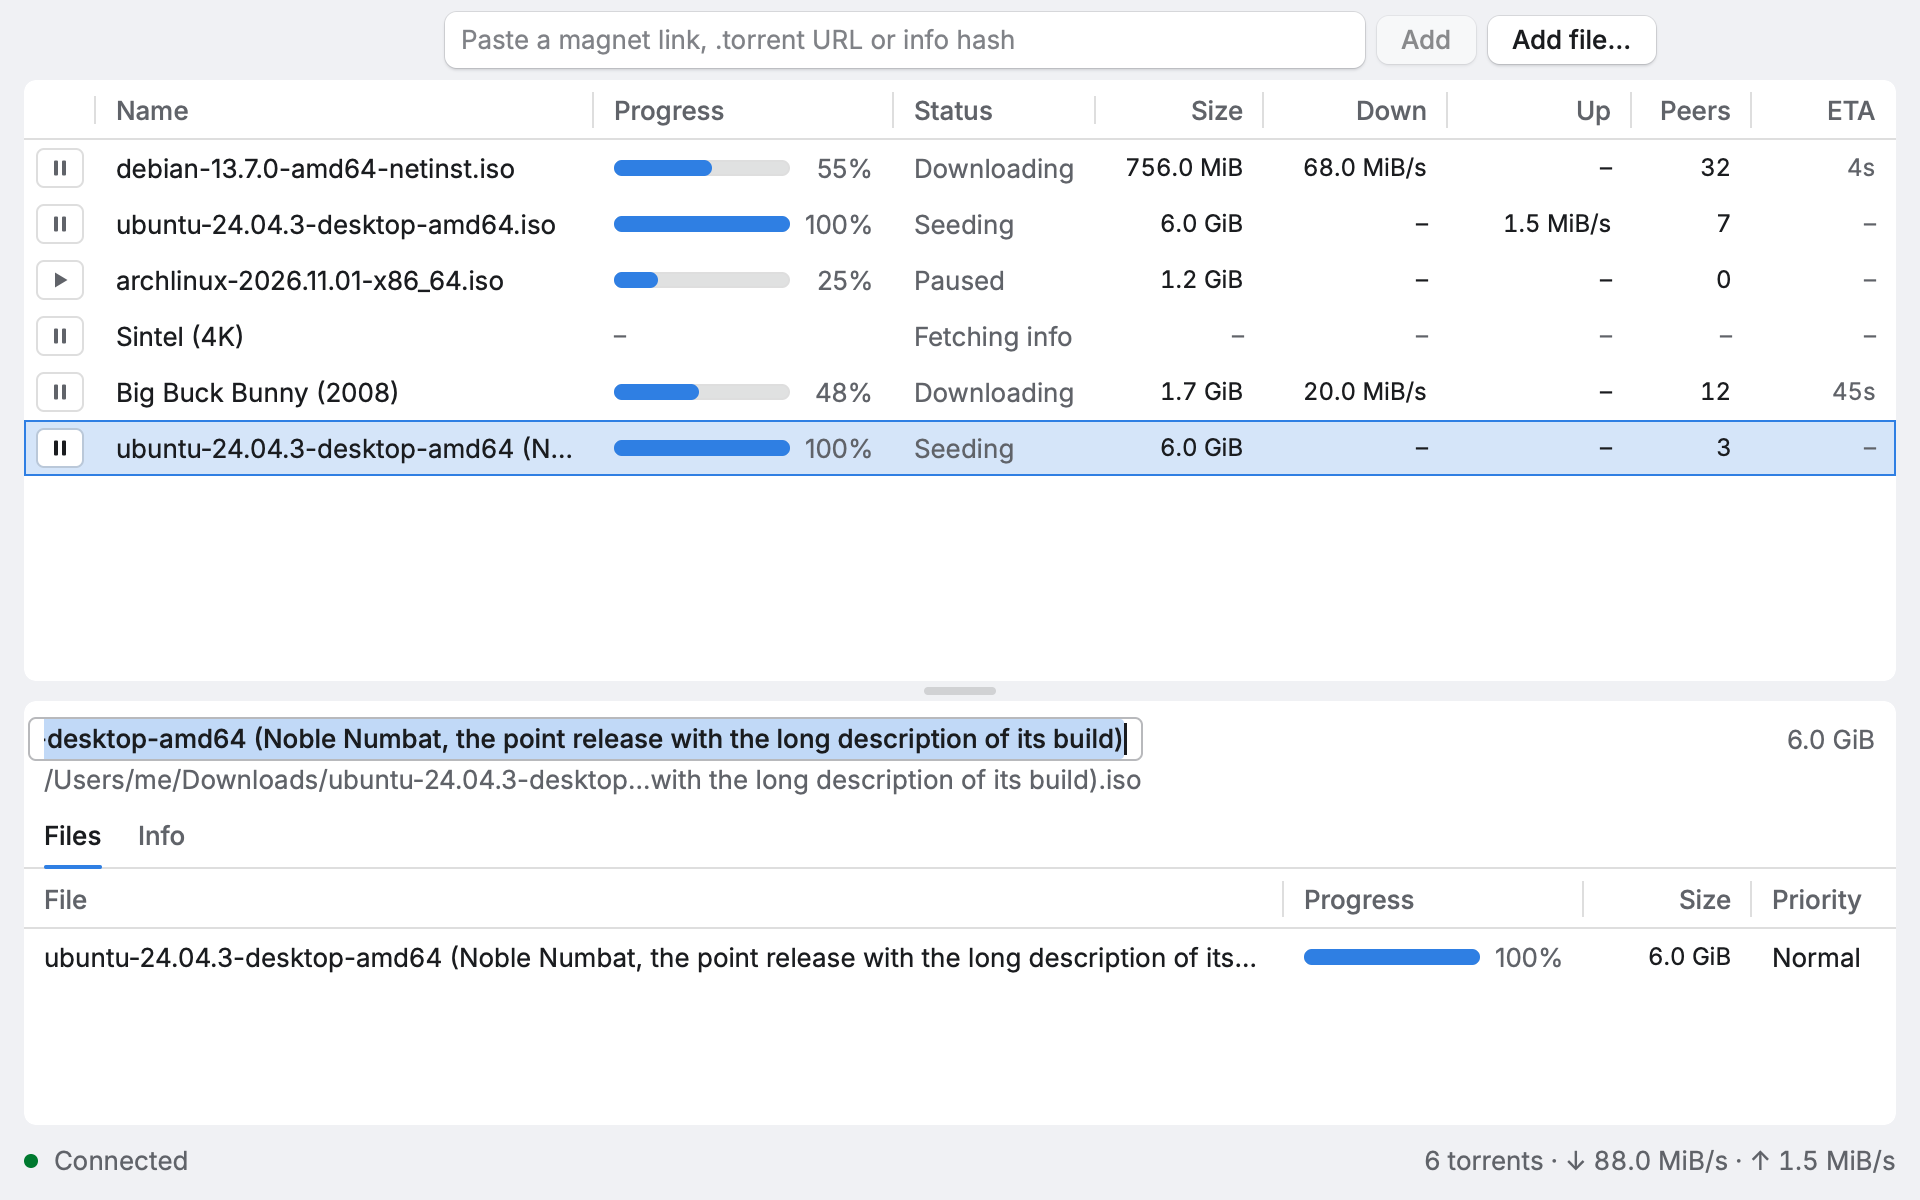 Paste a magnet link, .torrent URL or info hash Add Add file...
Name Progress Status Size Down Up Peers ETA
debian-13.7.0-amd64-netinst.iso 55% Downloading 756.0 MiB 68.0 MiB/s – 32 4s
ubuntu-24.04.3-desktop-amd64.iso 100% Seeding 6.0 GiB – 1.5 MiB/s 7 –
archlinux-2026.11.01-x86_64.iso 25% Paused 1.2 GiB – – 0 –
Sintel (4K) – Fetching info – – – – –
Big Buck Bunny (2008) 48% Downloading 1.7 GiB 20.0 MiB/s – 12 45s
ubuntu-24.04.3-desktop-amd64 (N... 100% Seeding 6.0 GiB – – 3 –
-desktop-amd64 (Noble Numbat, the point release with the long description of its build) 6.0 GiB
/Users/me/Downloads/ubuntu-24.04.3-desktop...with the long description of its build).iso
Files Info
File Progress Size Priority
ubuntu-24.04.3-desktop-amd64 (Noble Numbat, the point release with the long description of its... 100% 6.0 GiB Normal
Connected 6 torrents · ↓ 88.0 MiB/s · ↑ 1.5 MiB/s